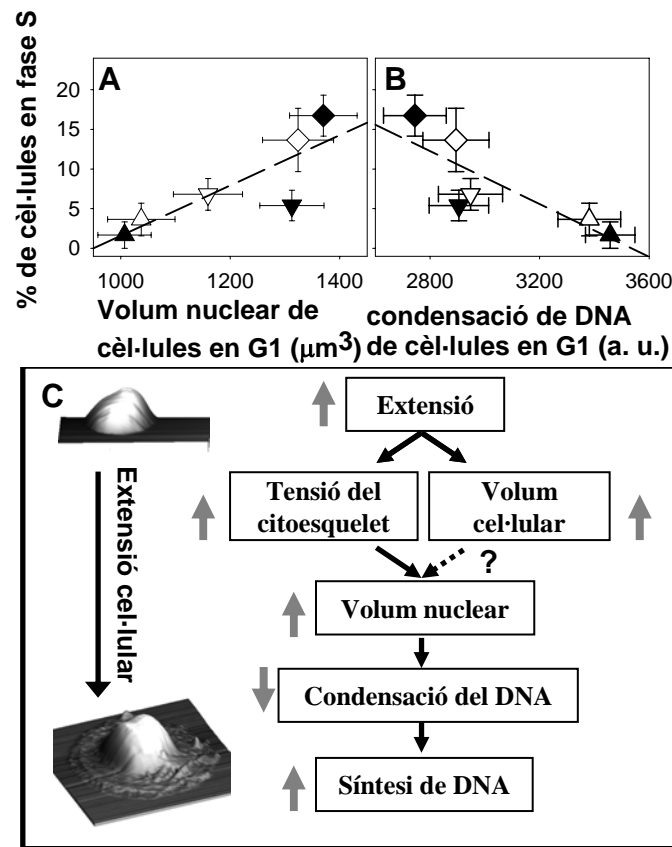 % de cèl·lules en fase S
A
B
20
15
10
5
0
1000
1200
1400
2800
3200
3600
Volum nuclear de
cèl·lules en G1 (μm³)
condensació de DNA
de cèl·lules en G1 (a. u.)
C
Extensió cel·lular
Extensió
Tensió del
citoesquelet
Volum
cel·lular
?
Volum nuclear
Condensació del DNA
Síntesi de DNA